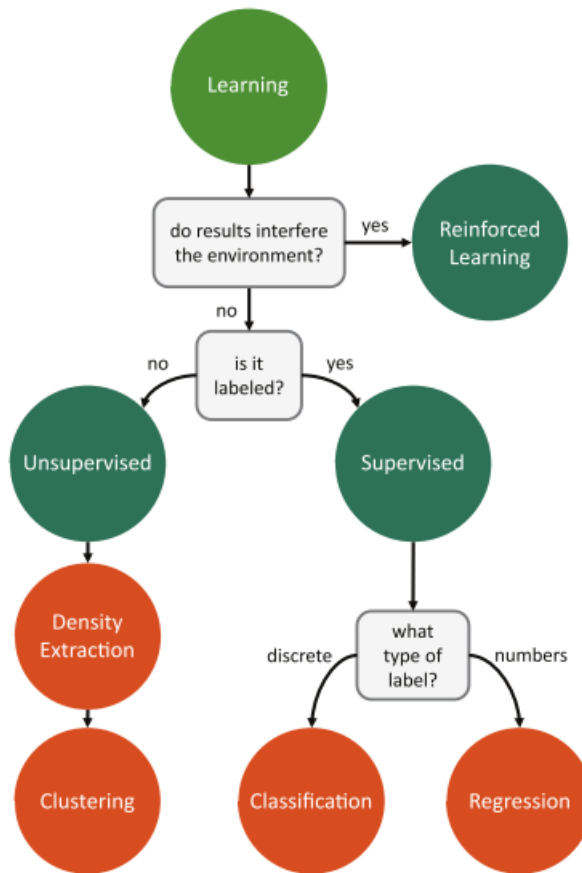 Learning
do results interfere
the environment?
yes
Reinforced
Learning
no
is it
labeled?
no
yes
Unsupervised
Supervised
Density
Extraction
what
type of
label?
discrete
numbers
Clustering
Classification
Regression